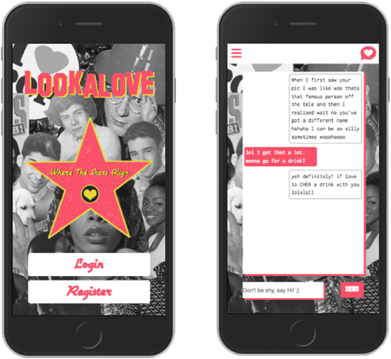 LOOKALOVE
Where The Stars Align
Login
Register
When I first saw your
pic I was like woo thats
that famous person off
the tele and then I
realised wait no you've
got a different name
hahaha I can be so silly
sometimes wooohoooo
lol I get that a lot.
wanna go for a drink?
yeh definitely! if love
to CHER a drink with you
lolololl
Don't be shy, say Hi! ;)
SEND